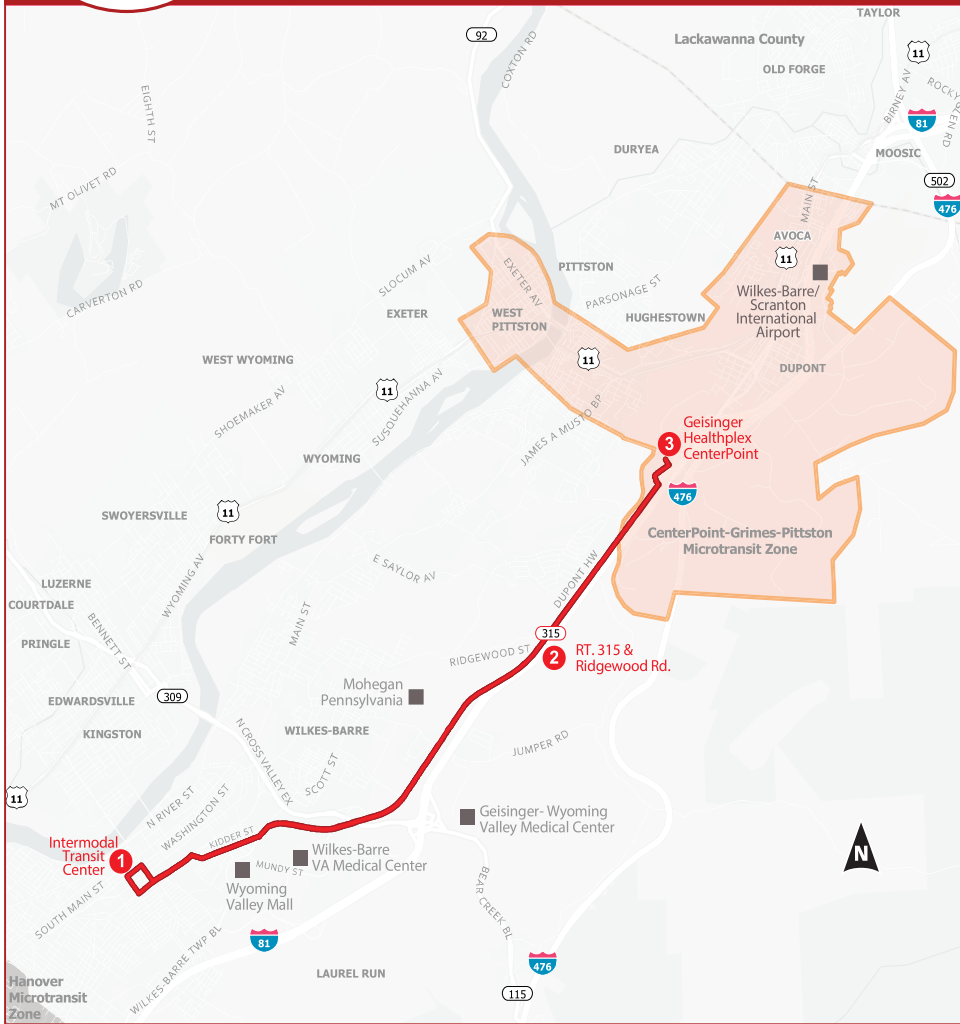 TAYLOR
92
COXTON RD
Lackawanna County
11
OLD FORGE
BIRNEY AV
ROCKY GLEN RD
81
EIGHTH ST
DURYEA
MOOSIC
MT OLIVET RD
502
476
MAIN ST
AVOCA
11
SLOCUM AV
EXETER AV
PITTSTON
PARSONAGE ST
CARVERTON RD
Wilkes-Barre/
Scranton
International
Airport
EXETER
WEST
PITTSTON
HUGHESTOWN
WEST WYOMING
11
DUPONT
SUSQUEHANNA AV
11
SHOEMAKER AV
JAMES A MUSTO BP
3
Geisinger
Healthplex
CenterPoint
WYOMING
476
SWOYERSVILLE
11
FORTY FORT
CenterPoint-Grimes-Pittston
Microtransit Zone
E SAYLOR AV
DUPONT HW
LUZERNE
WYOMING AV
COURTDALE
BENNETT ST
MAIN ST
PRINGLE
315
RIDGEWOOD ST
2
RT. 315 &
Ridgewood Rd.
Mohegan
Pennsylvania
309
EDWARDSVILLE
KINGSTON
WILKES-BARRE
N CROSS VALLEY EX
JUMPER RD
SCOTT ST
11
N RIVER ST
WASHINGTON ST
Geisinger- Wyoming
Valley Medical Center
KIDDER ST
Intermodal
Transit
Center
1
Wilkes-Barre
VA Medical Center
MUNDY ST
Wyoming
Valley Mall
N
SOUTH MAIN ST
BEAR CREEK BL
WILKES-BARRE TWP BL
81
476
LAUREL RUN
115
Hanover
Microtransit
Zone